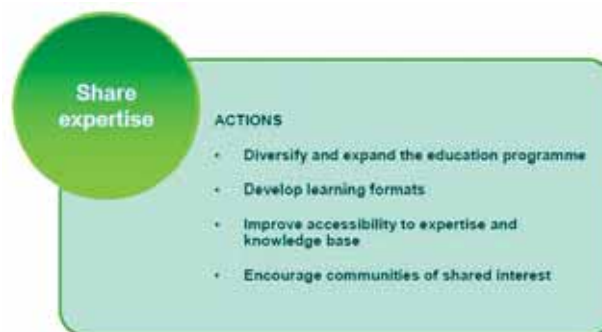 Share
expertise
ACTIONS
• Diversify and expand the education programme
• Develop learning formats
• Improve accessibility to expertise and
knowledge base
• Encourage communities of shared interest